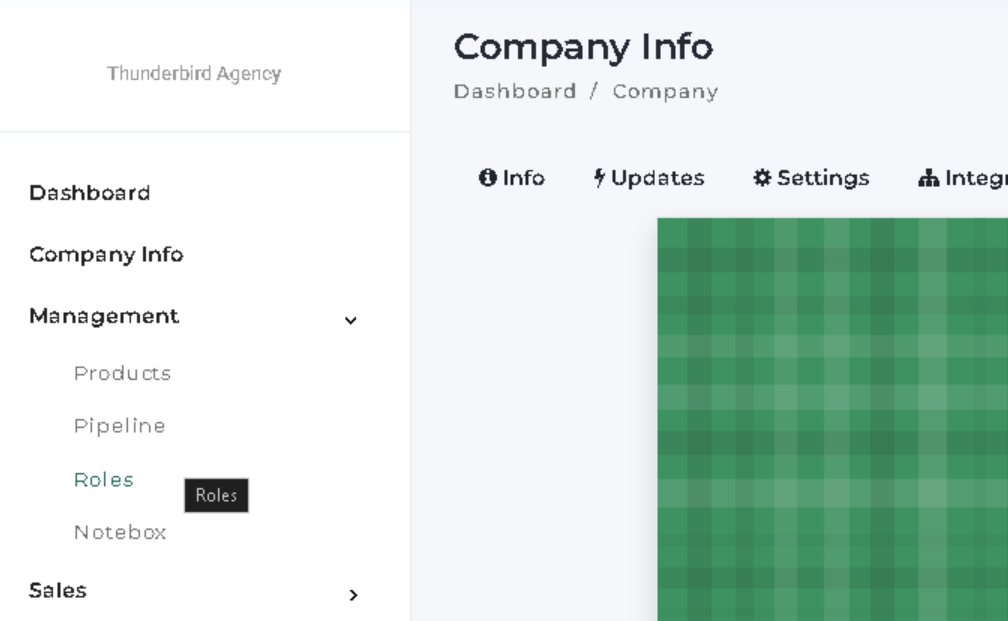 Thunderbird Agency
Dashboard
Company Info
Management
Products
Pipeline
Roles
Roles
Notebox
Sales
Company Info
Dashboard / Company
Info Updates Settings Integr